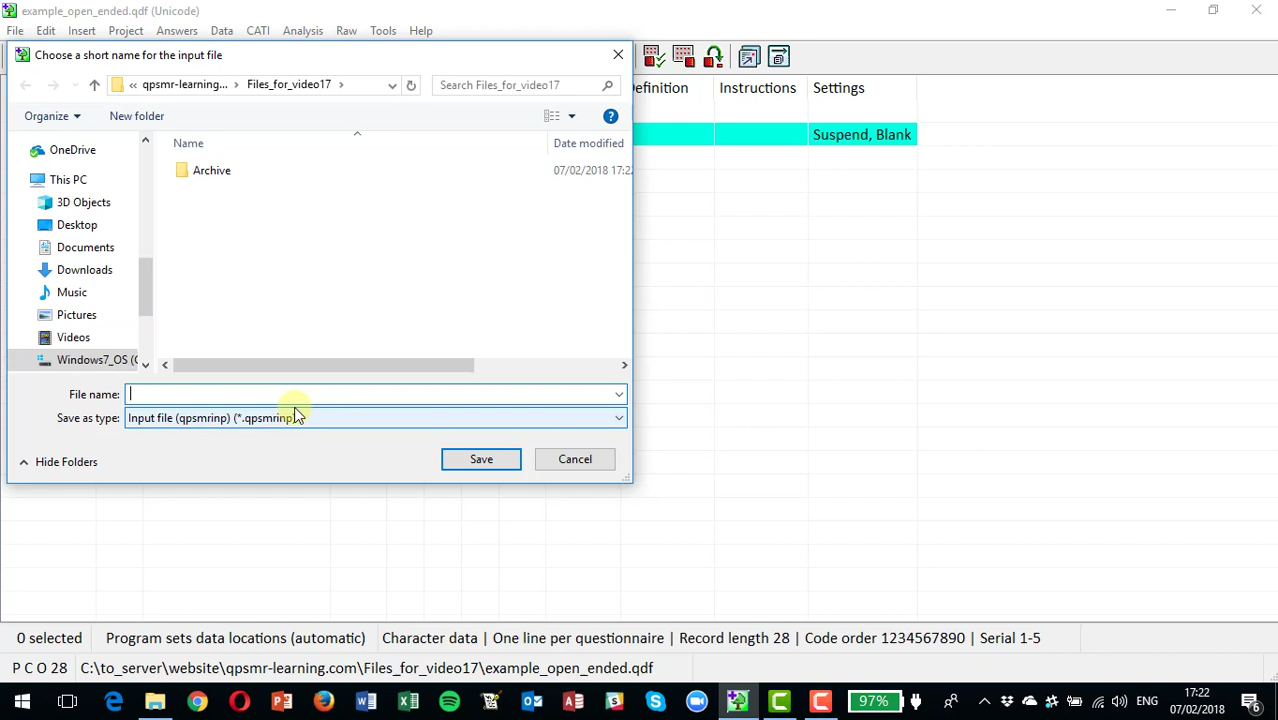 example_open_ended.qdf (Unicode)
File Edit Insert Project Answers Data CATI Analysis Raw Tools Help
Choose a short name for the input file
« qpsmr-learning... > Files_for_video17 >
Search Files_for_video17
Organize
New folder
Name
Date modified
OneDrive
This PC
3D Objects
Desktop
Documents
Downloads
Music
Pictures
Videos
Windows7_OS (C
Archive
07/02/2018 17:22
File name:
Save as type:
Input file (qpsmrinp) (*.qpsmrinp)
Hide Folders
Save
Cancel
efinition
Instructions
Settings
Suspend, Blank
0 selected
Program sets data locations (automatic)
Character data | One line per questionnaire | Record length 28 | Code order 1234567890 | Serial 1-5
P C O 28
C:\to_server\website\qpsmr-learning.com\Files_for_video17\example_open_ended.qdf
97%
ENG
17:22
07/02/2018
6